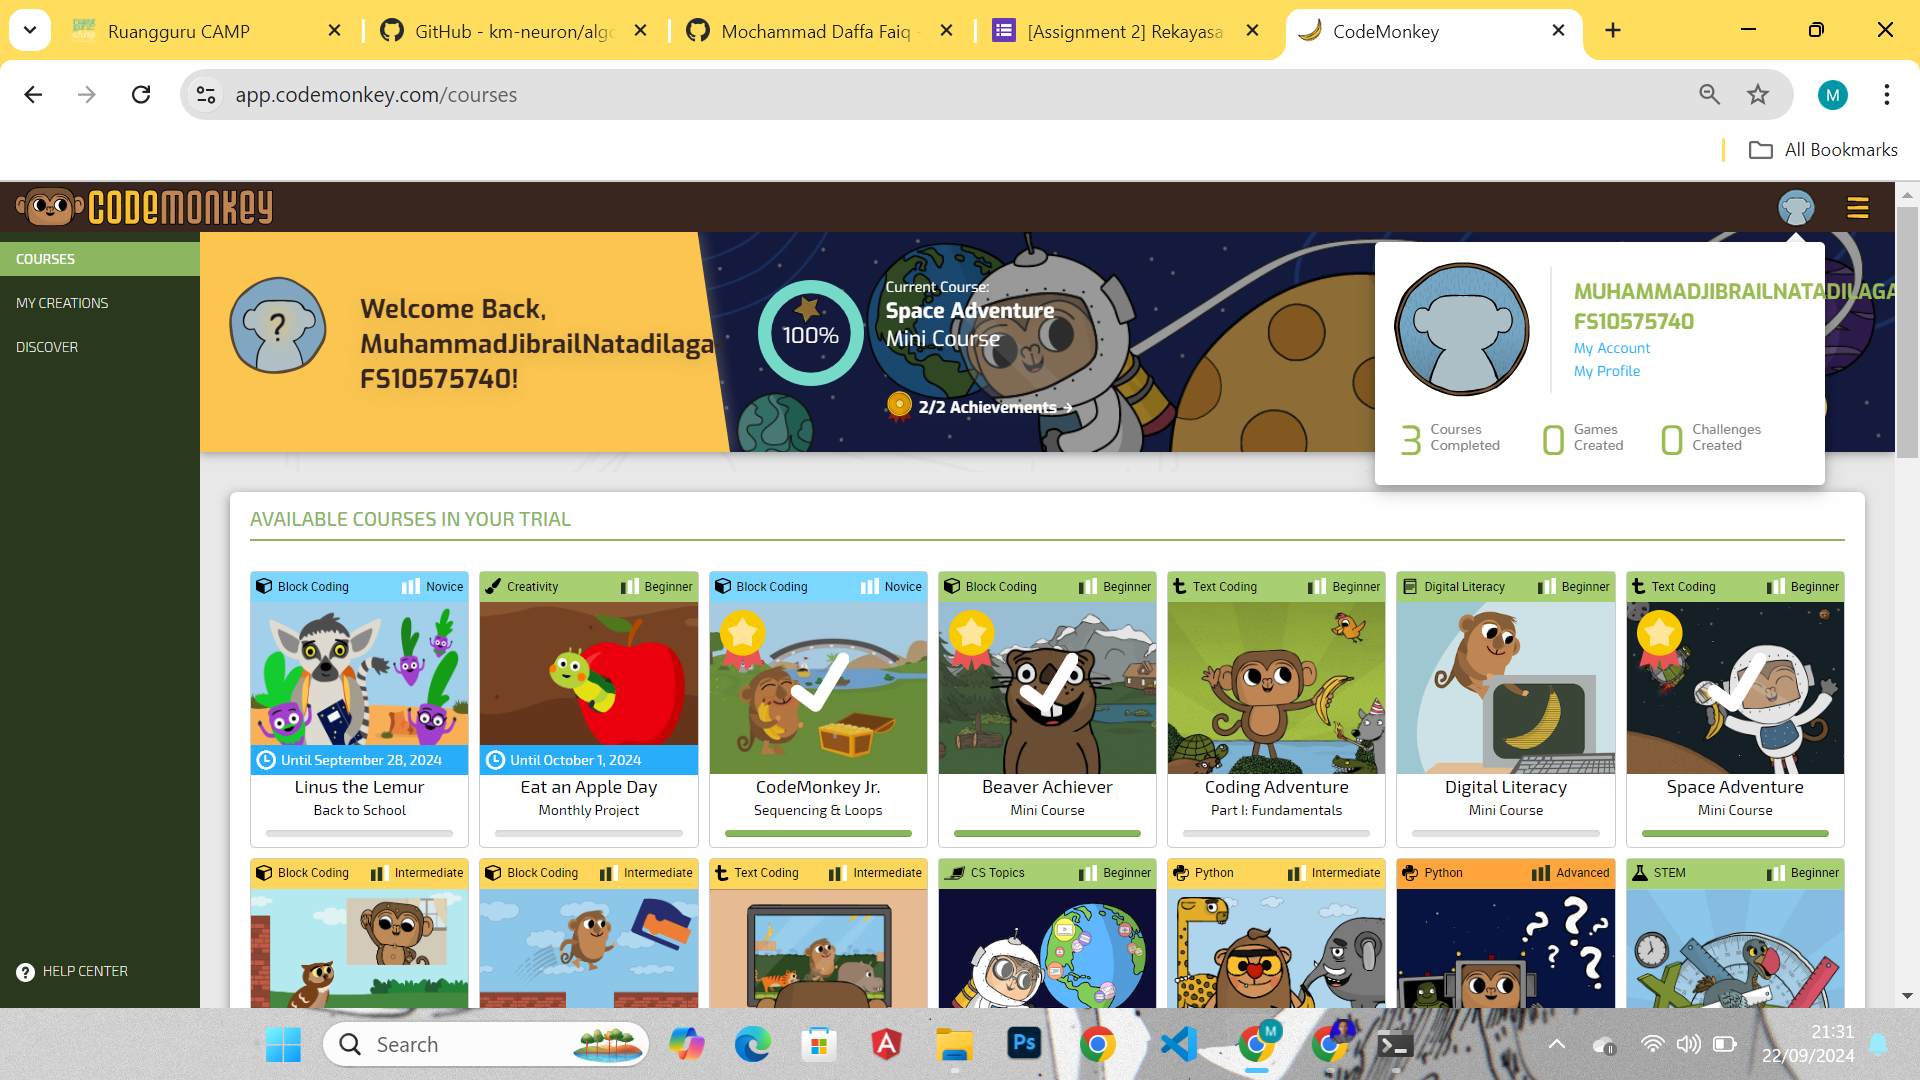 Ruangguru CAMP
GitHub - km-neuron/algo
Mochammad Daffa Faiq -
[Assignment 2] Rekayasa
CodeMonkey
app.codemonkey.com/courses
M
All Bookmarks
CODEMONKEY
COURSES
MY CREATIONS
DISCOVER
HELP CENTER
Welcome Back,
MuhammadJibrailNatadilaga-
FS10575740!
100%
Current Course:
Space Adventure
Mini Course
2/2 Achievements
MUHAMMADJIBRAILNATADILAGA
FS10575740
My Account
My Profile
3 Courses Completed
0 Games Created
0 Challenges Created
AVAILABLE COURSES IN YOUR TRIAL
Block Coding Novice
Until September 28, 2024
Linus the Lemur
Back to School
Creativity Beginner
Until October 1, 2024
Eat an Apple Day
Monthly Project
Block Coding Novice
CodeMonkey Jr.
Sequencing & Loops
Block Coding Beginner
Beaver Achiever
Mini Course
Text Coding Beginner
Coding Adventure
Part I: Fundamentals
Digital Literacy Beginner
Digital Literacy
Mini Course
Text Coding Beginner
Space Adventure
Mini Course
Block Coding Intermediate
Block Coding Intermediate
Text Coding Intermediate
CS Topics Beginner
Python Intermediate
Python Advanced
STEM Beginner
Search
Ps
M
21:31
22/09/2024